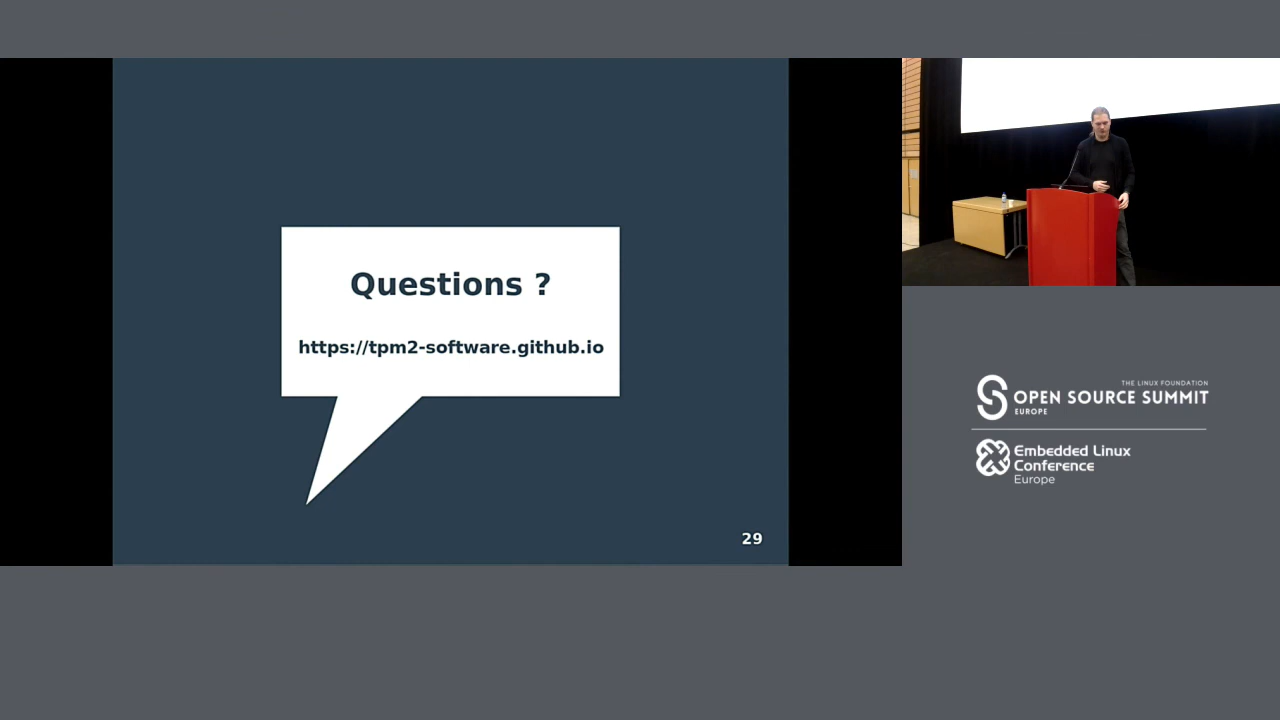 Questions ?
https://tpm2-software.github.io
29
THE LINUX FOUNDATION
OPEN SOURCE SUMMIT
EUROPE
Embedded Linux
Conference
Europe